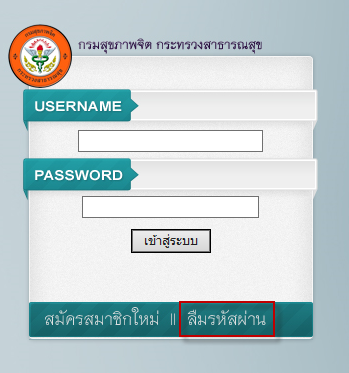 กรมสุขภาพจิต กระทรวงสาธารณสุข
USERNAME
PASSWORD
เข้าสู่ระบบ
สมัครสมาชิกใหม่ || ลืมรหัสผ่าน